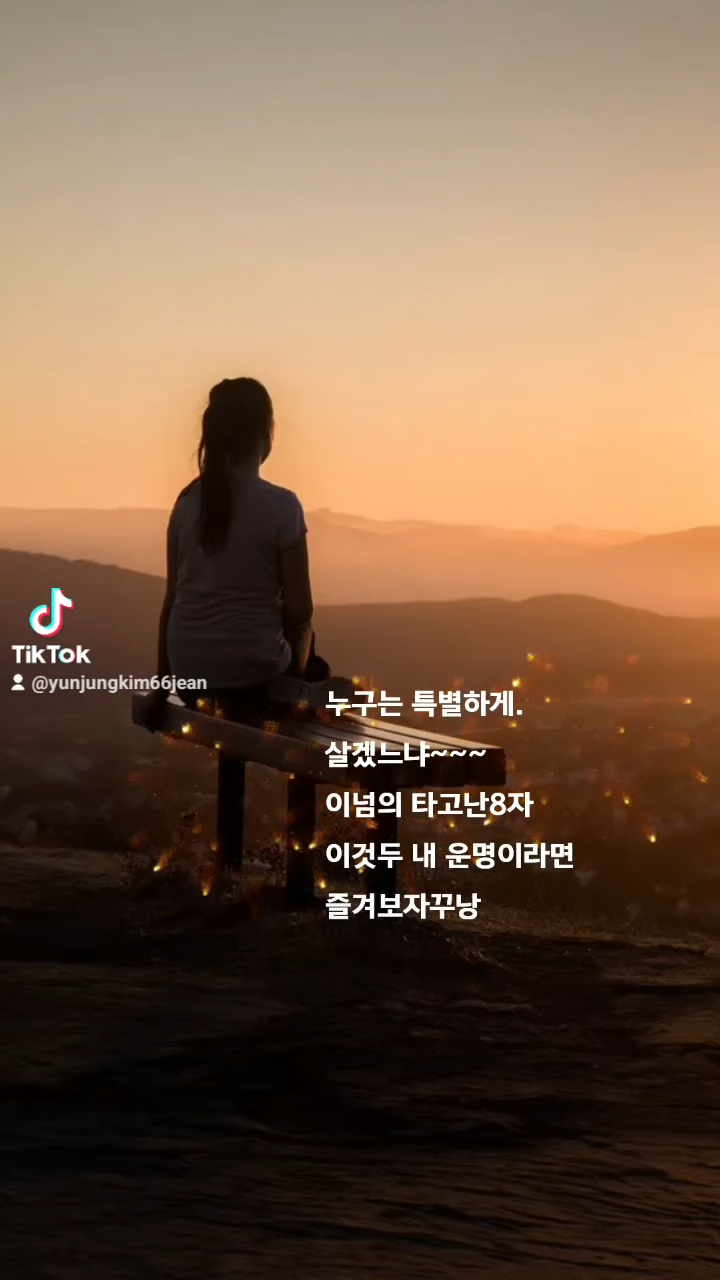 TikTok
@yunjungkim66jean
누구는 특별하게.
살겠느냐~~~
이넘의 타고난8자
이것두 내 운명이라면
즐겨보자꾸낭